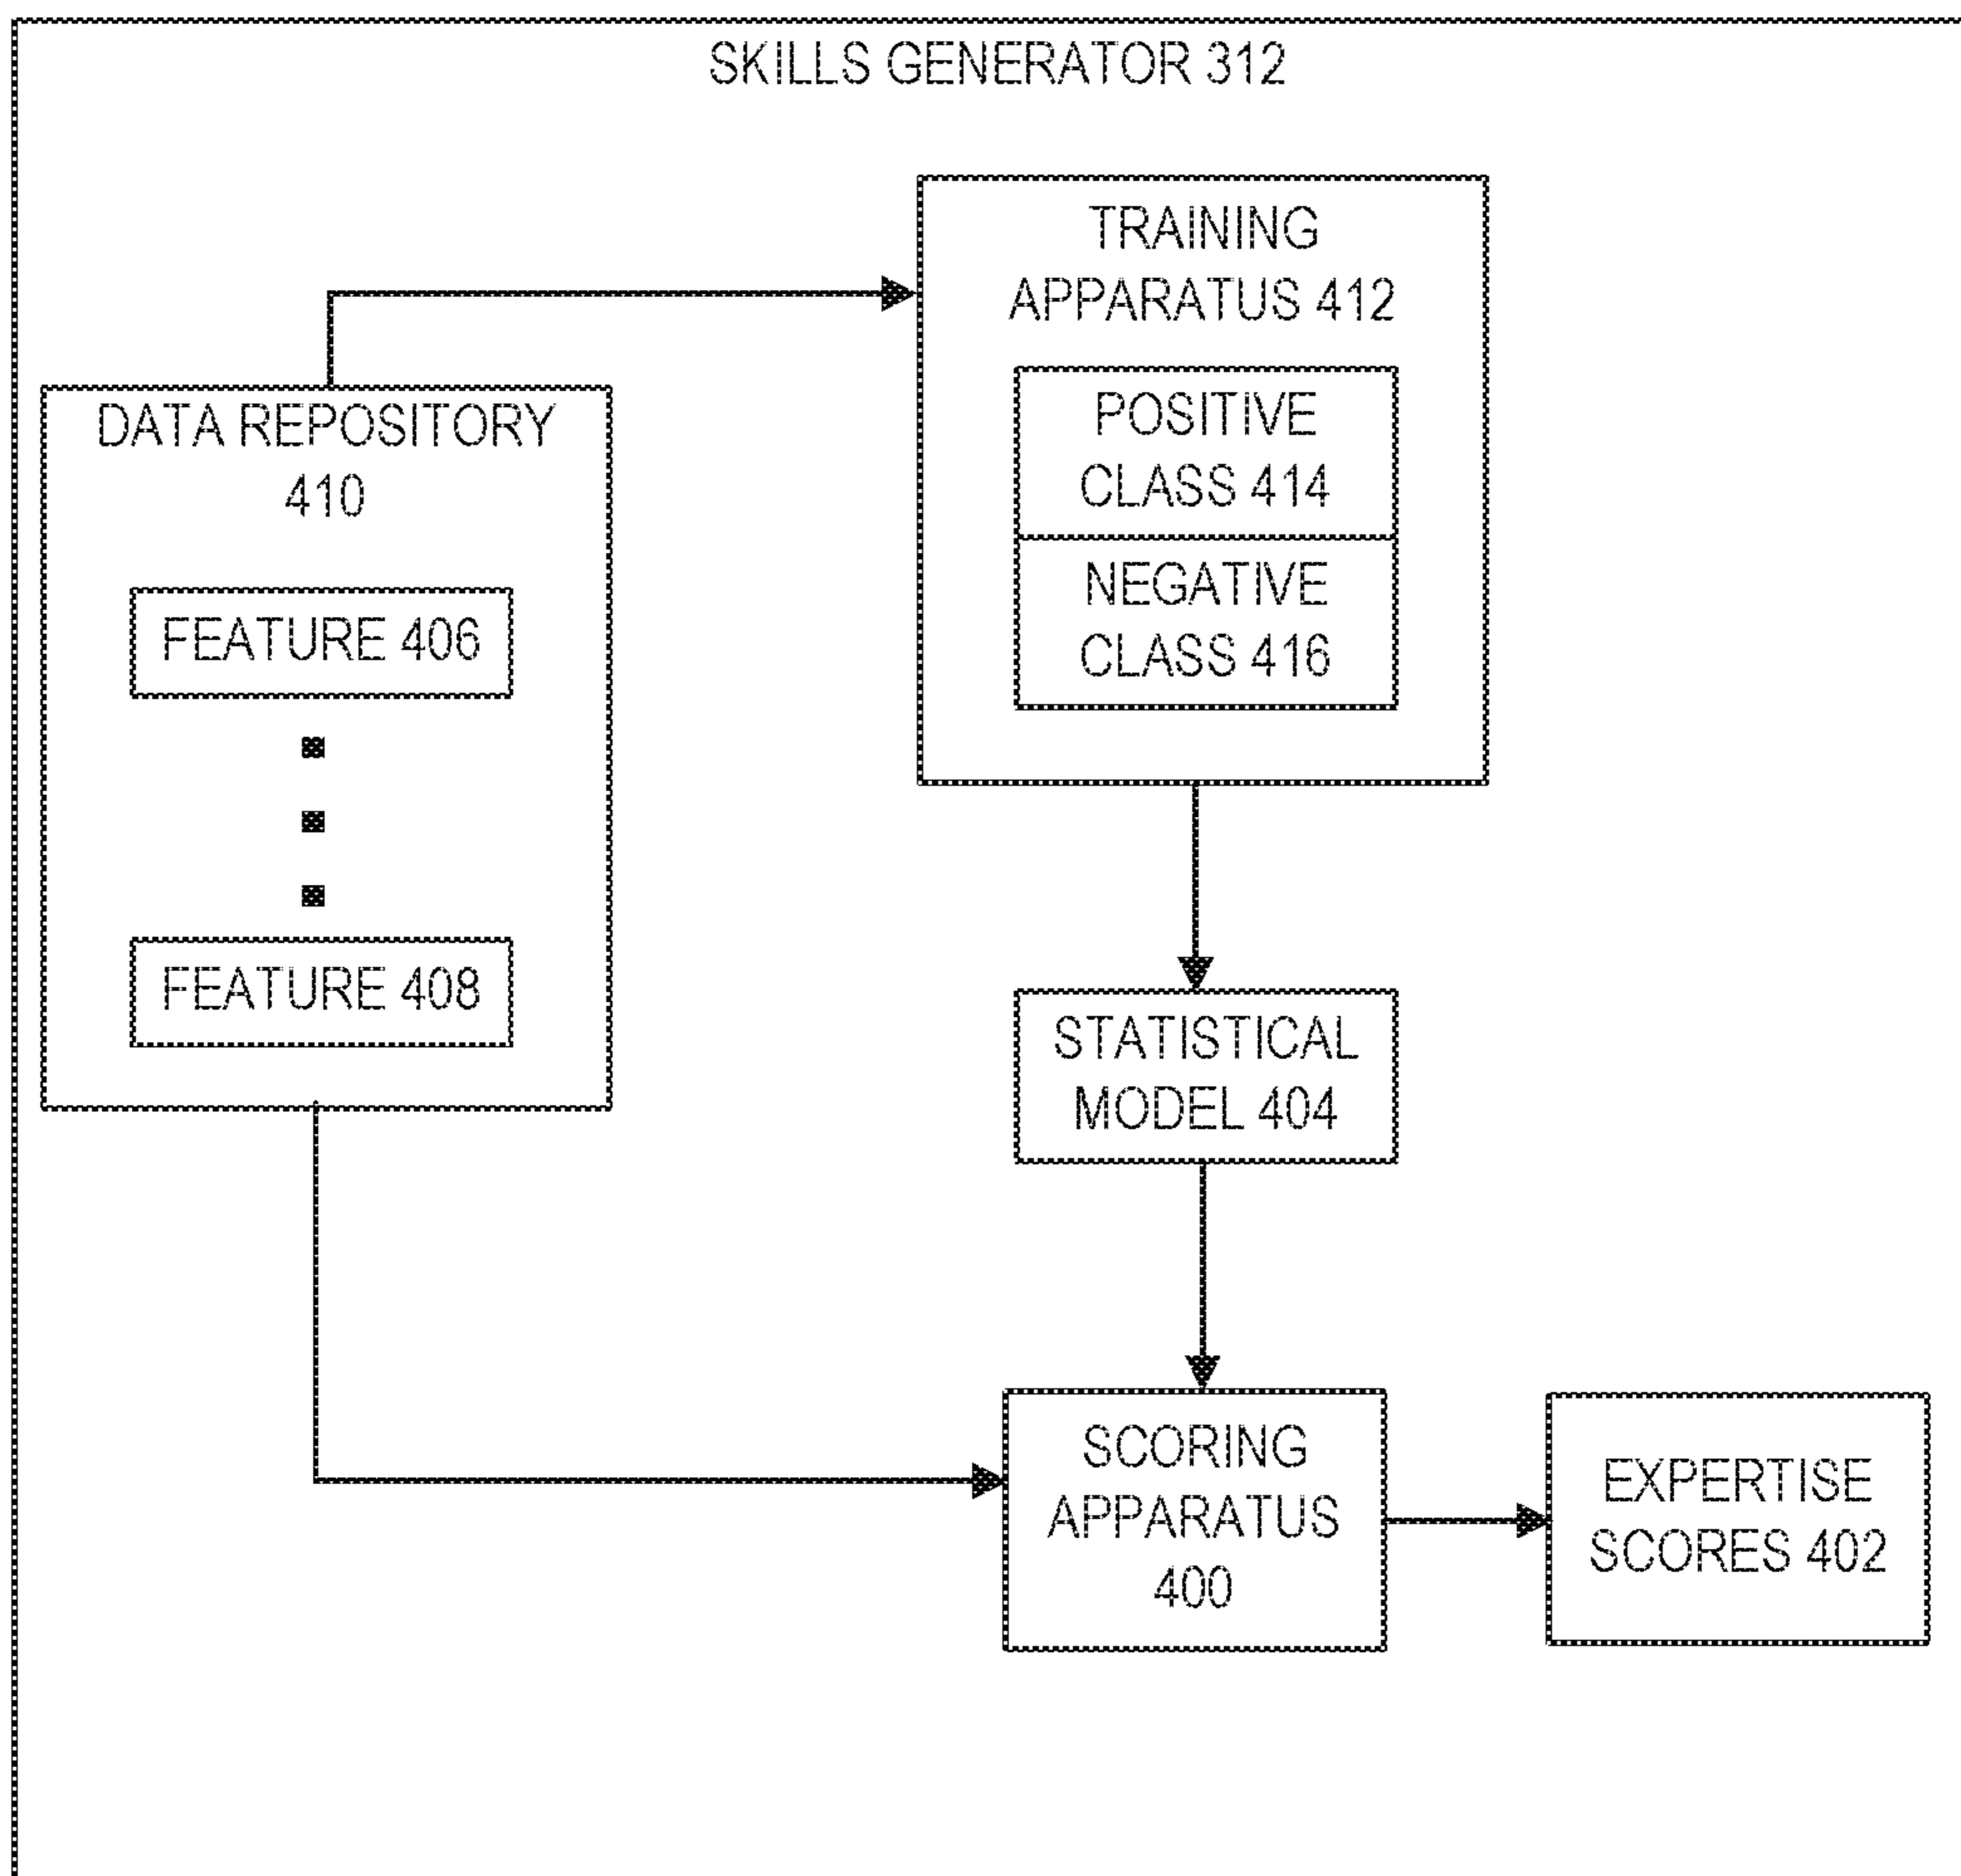 SKILLS GENERATOR 312
TRAINING
APPARATUS 412
POSITIVE
CLASS 414
NEGATIVE
CLASS 416
DATA REPOSITORY
410
FEATURE 406
FEATURE 408
STATISTICAL
MODEL 404
SCORING
APPARATUS
400
EXPERTISE
SCORES 402